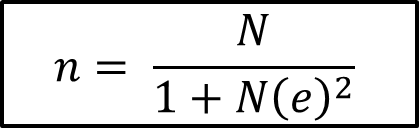 n = N / 1 + N(e)²